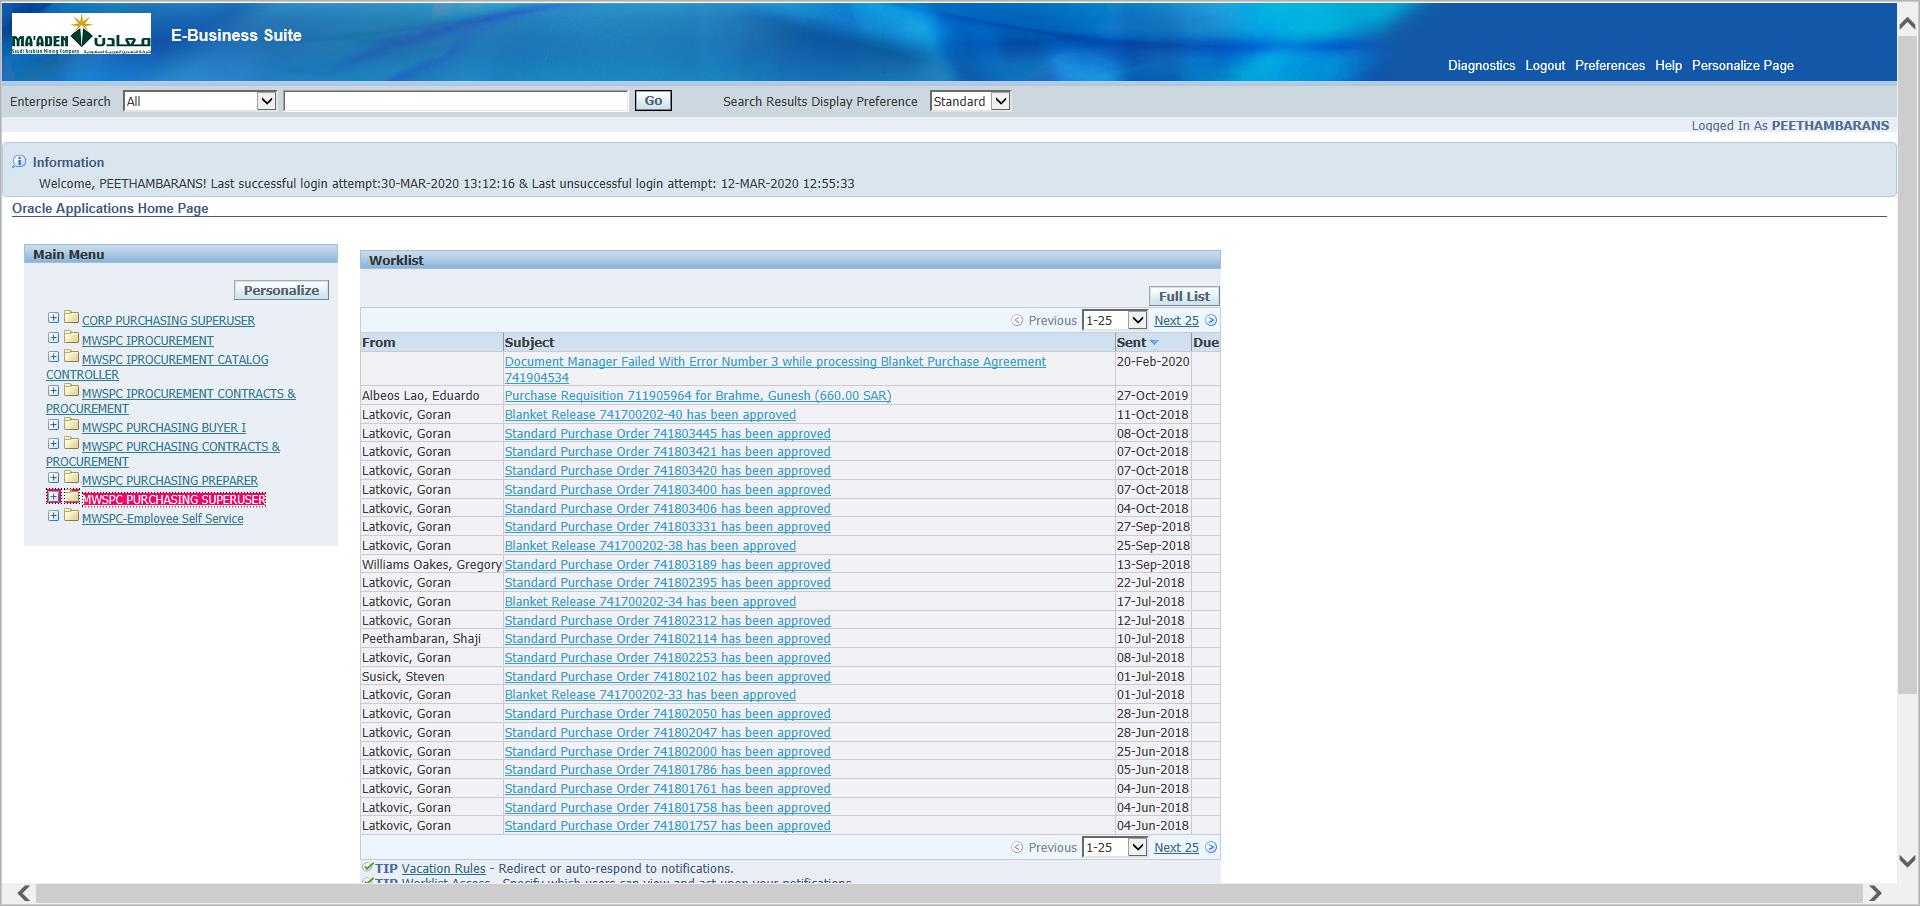 MA'ADEN معادن
Saudi Arabian Mining Company
E-Business Suite
Diagnostics Logout Preferences Help Personalize Page
Enterprise Search All Go Search Results Display Preference Standard
Logged In As PEETHAMBARANS
Information
Welcome, PEETHAMBARANS! Last successful login attempt:30-MAR-2020 13:12:16 & Last unsuccessful login attempt: 12-MAR-2020 12:55:33
Oracle Applications Home Page
Main Menu
Personalize
CORP PURCHASING SUPERUSER
MWSPC IPROCUREMENT
MWSPC IPROCUREMENT CATALOG
CONTROLLER
MWSPC IPROCUREMENT CONTRACTS &
PROCUREMENT
MWSPC PURCHASING BUYER I
MWSPC PURCHASING CONTRACTS &
PROCUREMENT
MWSPC PURCHASING PREPARER
MWSPC PURCHASING SUPERUSER
MWSPC-Employee Self Service
Worklist
Full List
Previous 1-25 Next 25
From Subject Sent Due
Document Manager Failed With Error Number 3 while processing Blanket Purchase Agreement 20-Feb-2020
741904534
Albeos Lao, Eduardo Purchase Requisition 711905964 for Brahme, Gunesh (660.00 SAR) 27-Oct-2019
Latkovic, Goran Blanket Release 741700202-40 has been approved 11-Oct-2018
Latkovic, Goran Standard Purchase Order 741803445 has been approved 08-Oct-2018
Latkovic, Goran Standard Purchase Order 741803421 has been approved 07-Oct-2018
Latkovic, Goran Standard Purchase Order 741803420 has been approved 07-Oct-2018
Latkovic, Goran Standard Purchase Order 741803400 has been approved 07-Oct-2018
Latkovic, Goran Standard Purchase Order 741803406 has been approved 04-Oct-2018
Latkovic, Goran Standard Purchase Order 741803331 has been approved 27-Sep-2018
Latkovic, Goran Blanket Release 741700202-38 has been approved 25-Sep-2018
Williams Oakes, Gregory Standard Purchase Order 741803189 has been approved 13-Sep-2018
Latkovic, Goran Standard Purchase Order 741802395 has been approved 22-Jul-2018
Latkovic, Goran Blanket Release 741700202-34 has been approved 17-Jul-2018
Latkovic, Goran Standard Purchase Order 741802312 has been approved 12-Jul-2018
Peethambaran, Shaji Standard Purchase Order 741802114 has been approved 10-Jul-2018
Latkovic, Goran Standard Purchase Order 741802253 has been approved 08-Jul-2018
Susick, Steven Standard Purchase Order 741802102 has been approved 01-Jul-2018
Latkovic, Goran Blanket Release 741700202-33 has been approved 01-Jul-2018
Latkovic, Goran Standard Purchase Order 741802050 has been approved 28-Jun-2018
Latkovic, Goran Standard Purchase Order 741802047 has been approved 28-Jun-2018
Latkovic, Goran Standard Purchase Order 741802000 has been approved 25-Jun-2018
Latkovic, Goran Standard Purchase Order 741801786 has been approved 05-Jun-2018
Latkovic, Goran Standard Purchase Order 741801761 has been approved 04-Jun-2018
Latkovic, Goran Standard Purchase Order 741801758 has been approved 04-Jun-2018
Latkovic, Goran Standard Purchase Order 741801757 has been approved 04-Jun-2018
Previous 1-25 Next 25
TIP Vacation Rules - Redirect or auto-respond to notifications.
TIP Worklist Access - Specify which users can view and act upon your notifications.